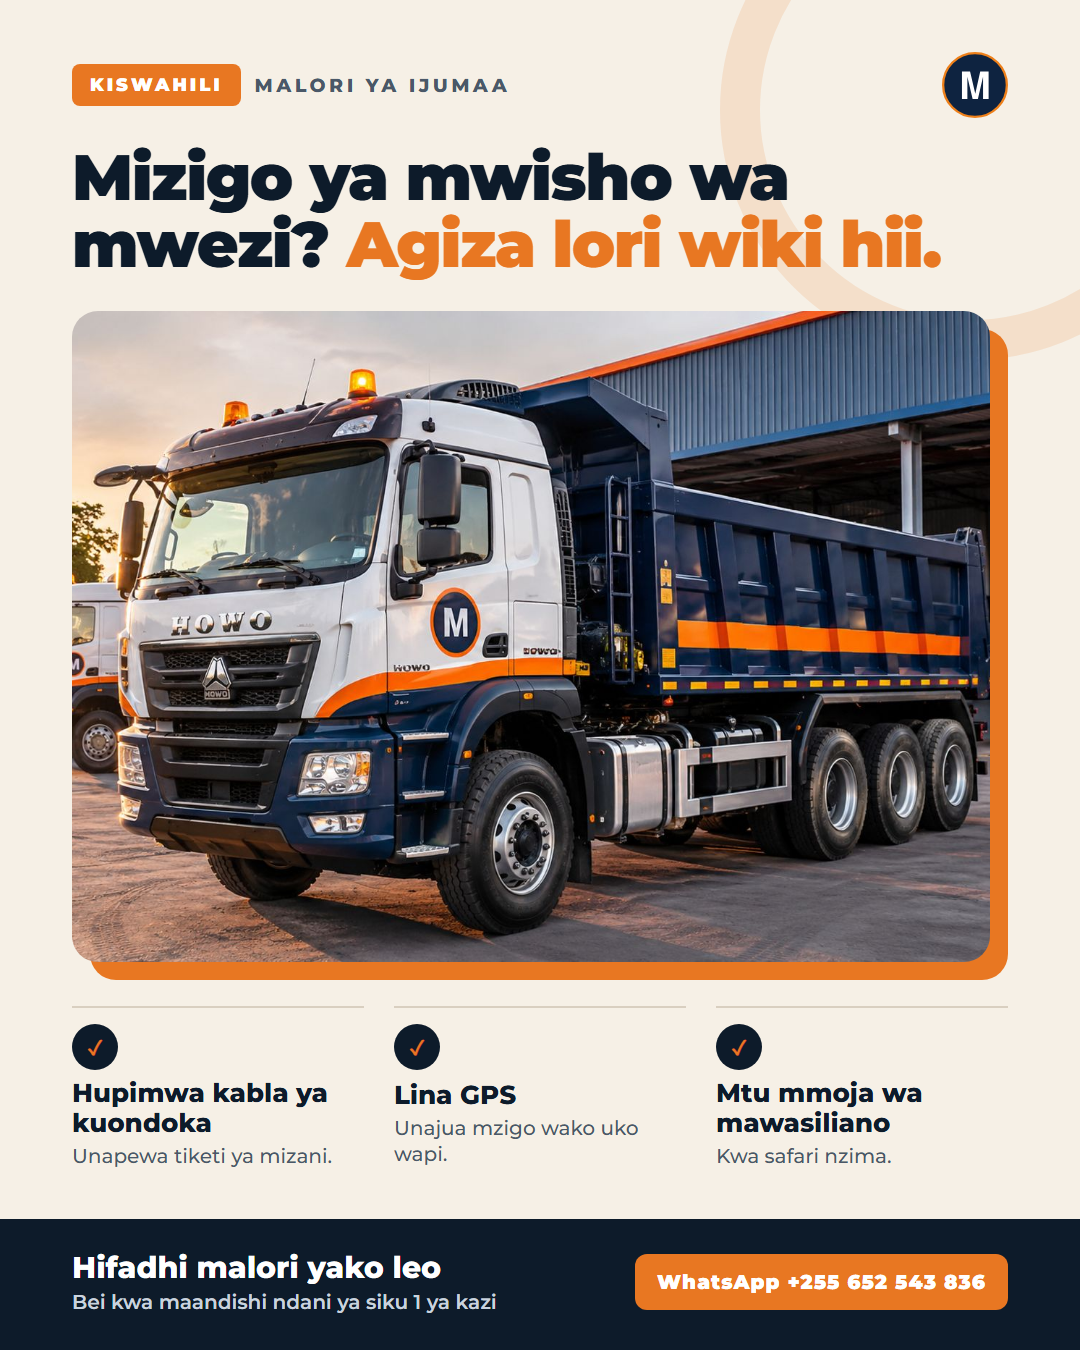 KISWAHILI MALORI YA IJUMAA
M
Mizigo ya mwisho wa
mwezi? Agiza lori wiki hii.
HOWO
M
HOWO
HOWO
M
Hupimwa kabla ya
kuondoka
Unapewa tiketi ya mizani.
Lina GPS
Unajua mzigo wako uko
wapi.
Mtu mmoja wa
mawasiliano
Kwa safari nzima.
Hifadhi malori yako leo
Bei kwa maandishi ndani ya siku 1 ya kazi
WhatsApp +255 652 543 836